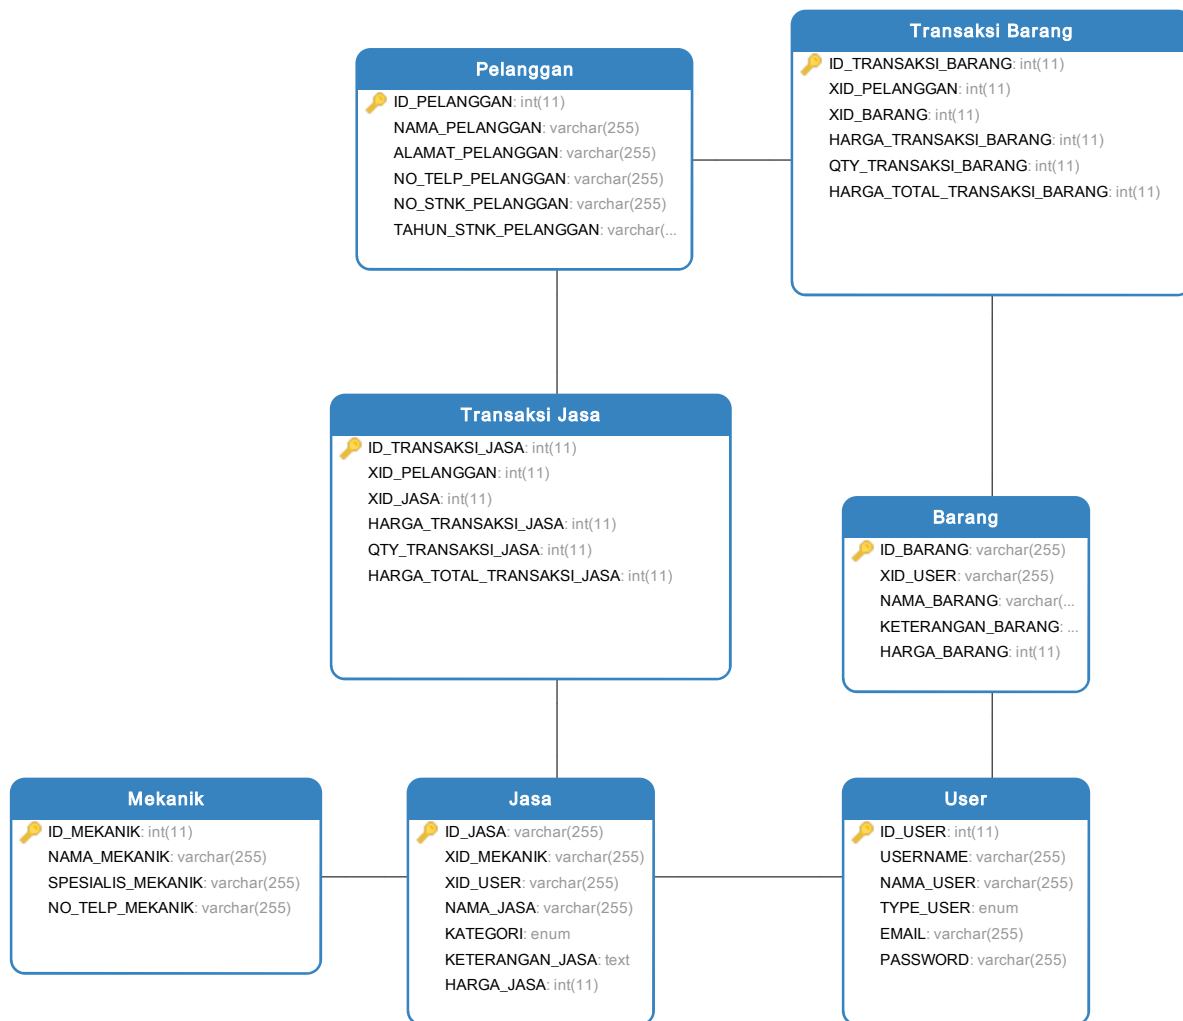 Pelanggan
ID_PELANGGAN: int(11)
NAMA_PELANGGAN: varchar(255)
ALAMAT_PELANGGAN: varchar(255)
NO_TELP_PELANGGAN: varchar(255)
NO_STNK_PELANGGAN: varchar(255)
TAHUN_STNK_PELANGGAN: varchar(...
Transaksi Barang
ID_TRANSAKSI_BARANG: int(11)
XID_PELANGGAN: int(11)
XID_BARANG: int(11)
HARGA_TRANSAKSI_BARANG: int(11)
QTY_TRANSAKSI_BARANG: int(11)
HARGA_TOTAL_TRANSAKSI_BARANG: int(11)
Transaksi Jasa
ID_TRANSAKSI_JASA: int(11)
XID_PELANGGAN: int(11)
XID_JASA: int(11)
HARGA_TRANSAKSI_JASA: int(11)
QTY_TRANSAKSI_JASA: int(11)
HARGA_TOTAL_TRANSAKSI_JASA: int(11)
Barang
ID_BARANG: varchar(255)
XID_USER: varchar(255)
NAMA_BARANG: varchar(...
KETERANGAN_BARANG: ...
HARGA_BARANG: int(11)
Mekanik
ID_MEKANIK: int(11)
NAMA_MEKANIK: varchar(255)
SPESIALIS_MEKANIK: varchar(255)
NO_TELP_MEKANIK: varchar(255)
Jasa
ID_JASA: varchar(255)
XID_MEKANIK: varchar(255)
XID_USER: varchar(255)
NAMA_JASA: varchar(255)
KATEGORI: enum
KETERANGAN_JASA: text
HARGA_JASA: int(11)
User
ID_USER: int(11)
USERNAME: varchar(255)
NAMA_USER: varchar(255)
TYPE_USER: enum
EMAIL: varchar(255)
PASSWORD: varchar(255)